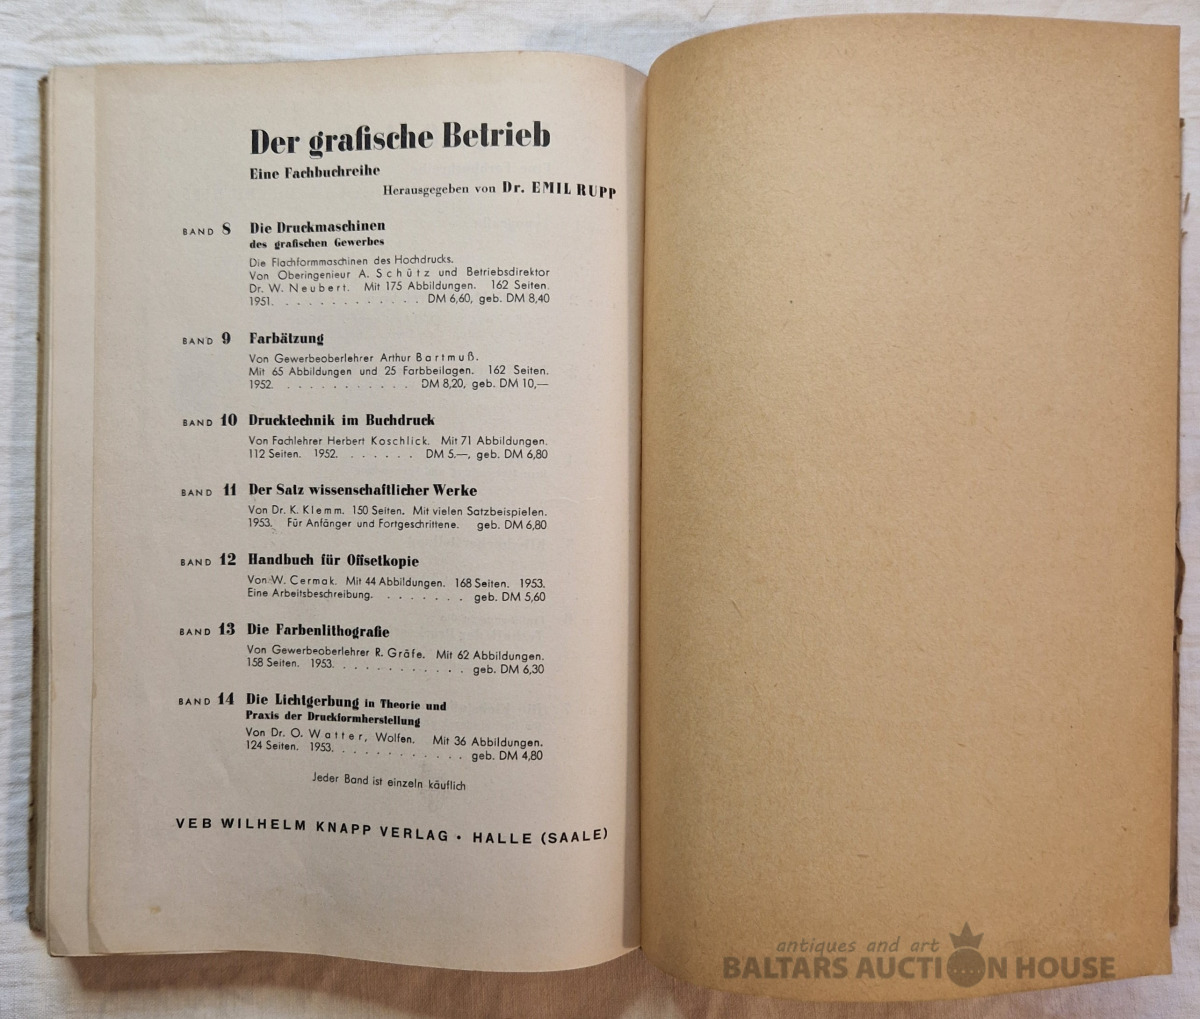 Der grafische Betrieb
Eine Fachbuchreihe
Herausgegeben von Dr. EMIL RUPP
BAND 8 Die Druckmaschinen
des grafischen Gewerbes
Die Flachformmaschinen des Hochdrucks.
Von Oberingenieur A. Schütz und Betriebsdirektor
Dr. W. Neubert. Mit 175 Abbildungen. 162 Seiten.
1951. . . . . . . . . . . . . DM 6,60, geb. DM 8,40
BAND 9 Farbätzung
Von Gewerbeoberlehrer Arthur Bartmuß.
Mit 65 Abbildungen und 25 Farbbeilagen. 162 Seiten.
1952. . . . . . . . . . . . DM 8,20, geb. DM 10,—
BAND 10 Drucktechnik im Buchdruck
Von Fachlehrer Herbert Koschlick. Mit 71 Abbildungen.
112 Seiten. 1952. . . . . . . DM 5.—, geb. DM 6,80
BAND 11 Der Satz wissenschaftlicher Werke
Von Dr. K. Klemm. 150 Seiten. Mit vielen Satzbeispielen.
1953. Für Anfänger und Fortgeschrittene. geb. DM 6,80
BAND 12 Handbuch für Offsetkopie
Von W. Cermak. Mit 44 Abbildungen. 168 Seiten. 1953.
Eine Arbeitsbeschreibung. . . . . . . . geb. DM 5,60
BAND 13 Die Farbenlithografie
Von Gewerbeoberlehrer R. Gräfe. Mit 62 Abbildungen.
158 Seiten. 1953. . . . . . . . . . . . geb. DM 6,30
BAND 14 Die Lichtgerbung in Theorie und
Praxis der Druckformherstellung
Von Dr. O. Watter, Wolfen. Mit 36 Abbildungen.
124 Seiten. 1953. . . . . . . . . . . . geb. DM 4,80
Jeder Band ist einzeln käuflich
VEB WILHELM KNAPP VERLAG • HALLE (SAALE)
antiques and art
BALTARS AUCTION HOUSE